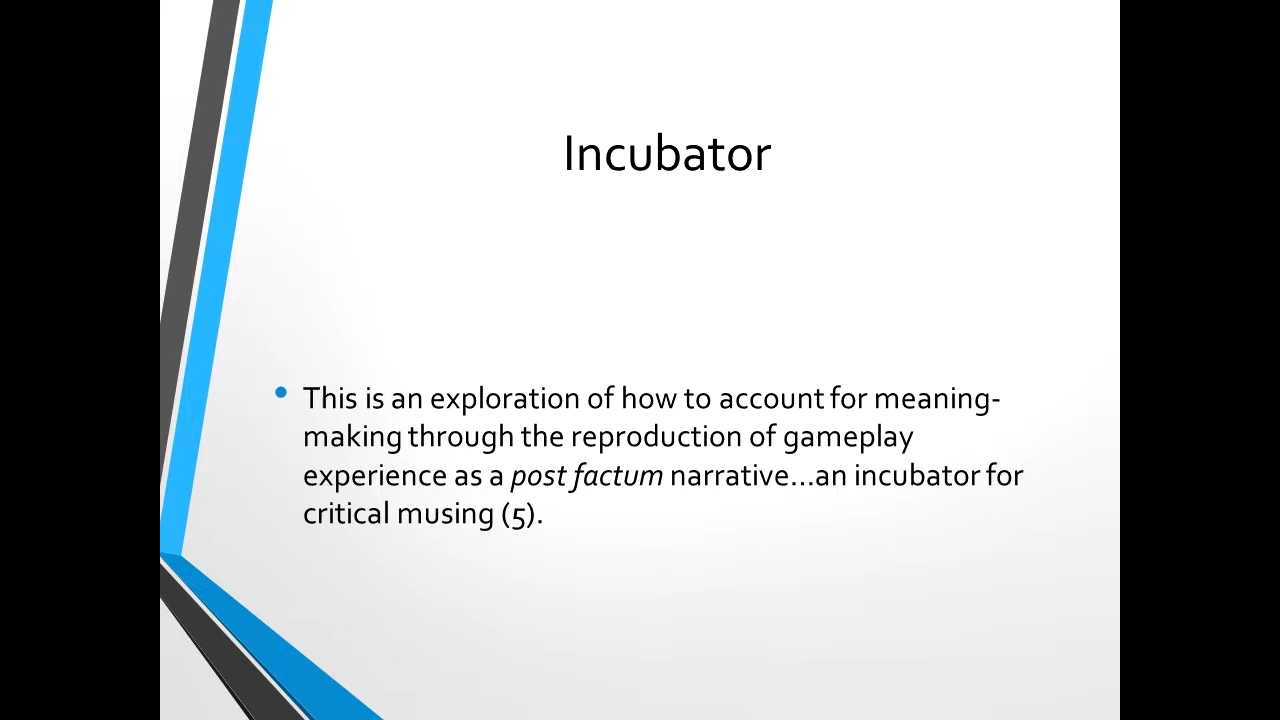 Incubator
This is an exploration of how to account for meaning-
making through the reproduction of gameplay
experience as a post factum narrative...an incubator for
critical musing (5).